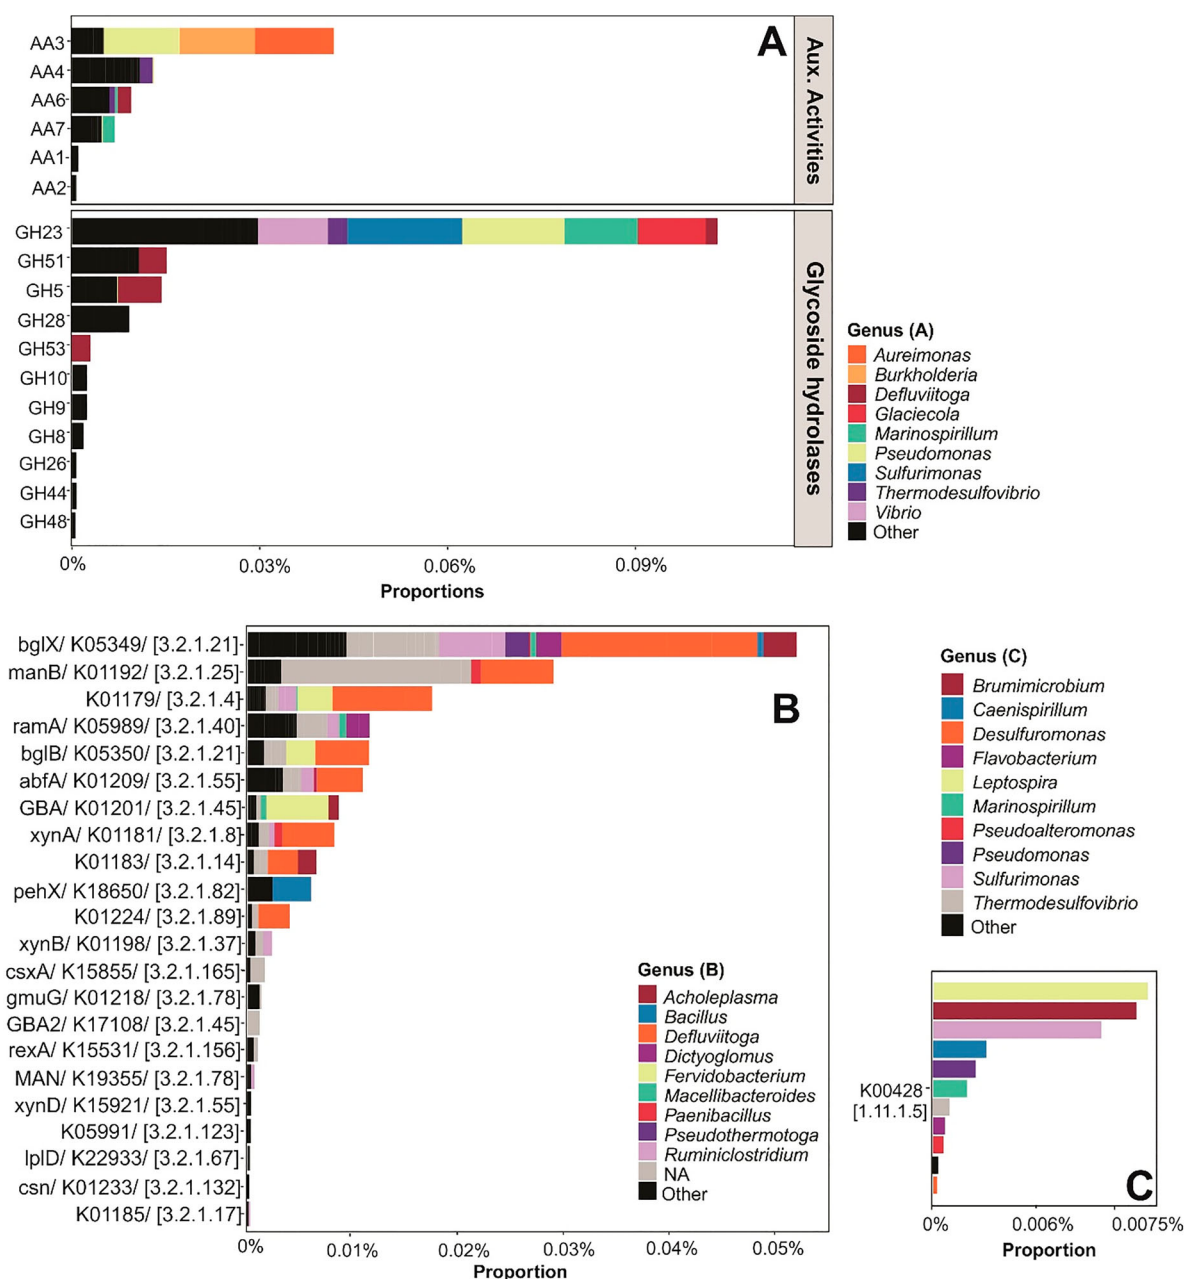 A
AA3
AA4
AA6
AA7
AA1
AA2
Aux. Activities
GH23
GH51
GH5
GH28
GH53
GH10
GH9
GH8
GH26
GH44
GH48
Glycoside hydrolases
0% 0.03% 0.06% 0.09%
Proportions
Genus (A)
Aureimonas
Burkholderia
Defluviitoga
Glaciecola
Marinospirillum
Pseudomonas
Sulfurimonas
Thermodesulfovibrio
Vibrio
Other
B
bglX/ K05349/ [3.2.1.21]
manB/ K01192/ [3.2.1.25]
K01179/ [3.2.1.4]
ramA/ K05989/ [3.2.1.40]
bglB/ K05350/ [3.2.1.21]
abfA/ K01209/ [3.2.1.55]
GBA/ K01201/ [3.2.1.45]
xynA/ K01181/ [3.2.1.8]
K01183/ [3.2.1.14]
pehX/ K18650/ [3.2.1.82]
K01224/ [3.2.1.89]
xynB/ K01198/ [3.2.1.37]
csxA/ K15855/ [3.2.1.165]
gmuG/ K01218/ [3.2.1.78]
GBA2/ K17108/ [3.2.1.45]
rexA/ K15531/ [3.2.1.156]
MAN/ K19355/ [3.2.1.78]
xynD/ K15921/ [3.2.1.55]
K05991/ [3.2.1.123]
lplD/ K22933/ [3.2.1.67]
csn/ K01233/ [3.2.1.132]
K01185/ [3.2.1.17]
0% 0.01% 0.02% 0.03% 0.04% 0.05%
Proportion
Genus (B)
Acholeplasma
Bacillus
Defluviitoga
Dictyoglomus
Fervidobacterium
Macellibacteroides
Paenibacillus
Pseudothermotoga
Ruminiclostridium
NA
Other
Genus (C)
Brumimicrobium
Caenispirillum
Desulfuromonas
Flavobacterium
Leptospira
Marinospirillum
Pseudoalteromonas
Pseudomonas
Sulfurimonas
Thermodesulfovibrio
Other
K00428
[1.11.1.5]
C
0% 0.006% 0.0075%
Proportion